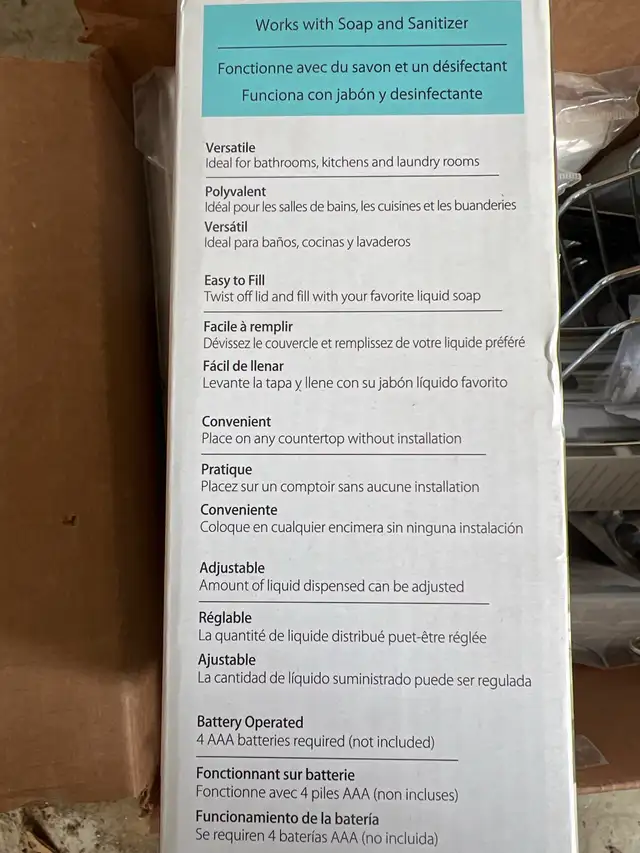 Works with Soap and Sanitizer
Fonctionne avec du savon et un désifectant
Funciona con jabón y desinfectante
Versatile
Ideal for bathrooms, kitchens and laundry rooms
Polyvalent
Idéal pour les salles de bains, les cuisines et les buanderies
Versátil
Ideal para baños, cocinas y lavaderos
Easy to Fill
Twist off lid and fill with your favorite liquid soap
Facile à remplir
Dévissez le couvercle et remplissez de votre liquide préféré
Fácil de llenar
Levante la tapa y llene con su jabón líquido favorito
Convenient
Place on any countertop without installation
Pratique
Placez sur un comptoir sans aucune installation
Conveniente
Coloque en cualquier encimera sin ninguna instalación
Adjustable
Amount of liquid dispensed can be adjusted
Réglable
La quantité de liquide distribué puet-être réglée
Ajustable
La cantidad de líquido suministrado puede ser regulada
Battery Operated
4 AAA batteries required (not included)
Fonctionnant sur batterie
Fonctionne avec 4 piles AAA (non incluses)
Funcionamiento de la batería
Se requiren 4 baterías AAA (no incluida)